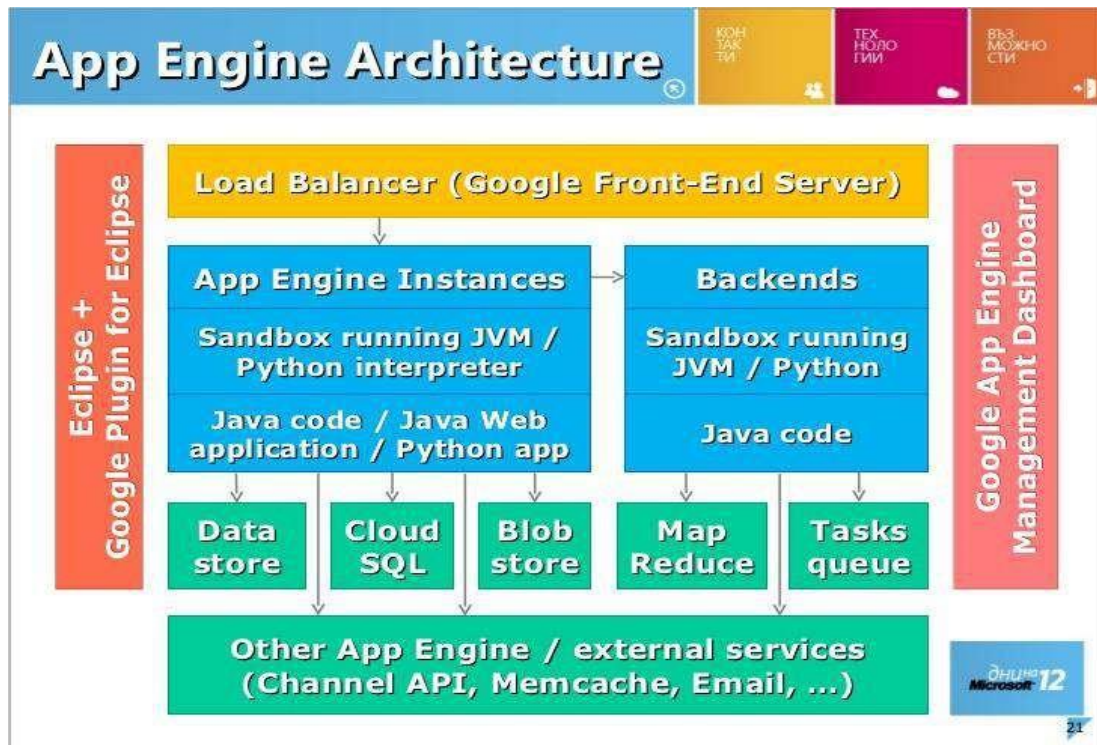 App Engine Architecture
КОН
ТАК
ТИ
ТЕХ
НОЛО
ГИИ
ВЪЗ
МОЖНО
СТИ
Eclipse +
Google Plugin for Eclipse
Load Balancer (Google Front-End Server)
App Engine Instances
Backends
Sandbox running JVM /
Python interpreter
Sandbox running
JVM / Python
Java code / Java Web
application / Python app
Java code
Data
store
Cloud
SQL
Blob
store
Map
Reduce
Tasks
queue
Other App Engine / external services
(Channel API, Memcache, Email, ...)
Google App Engine
Management Dashboard
дни на
Microsoft 12
21